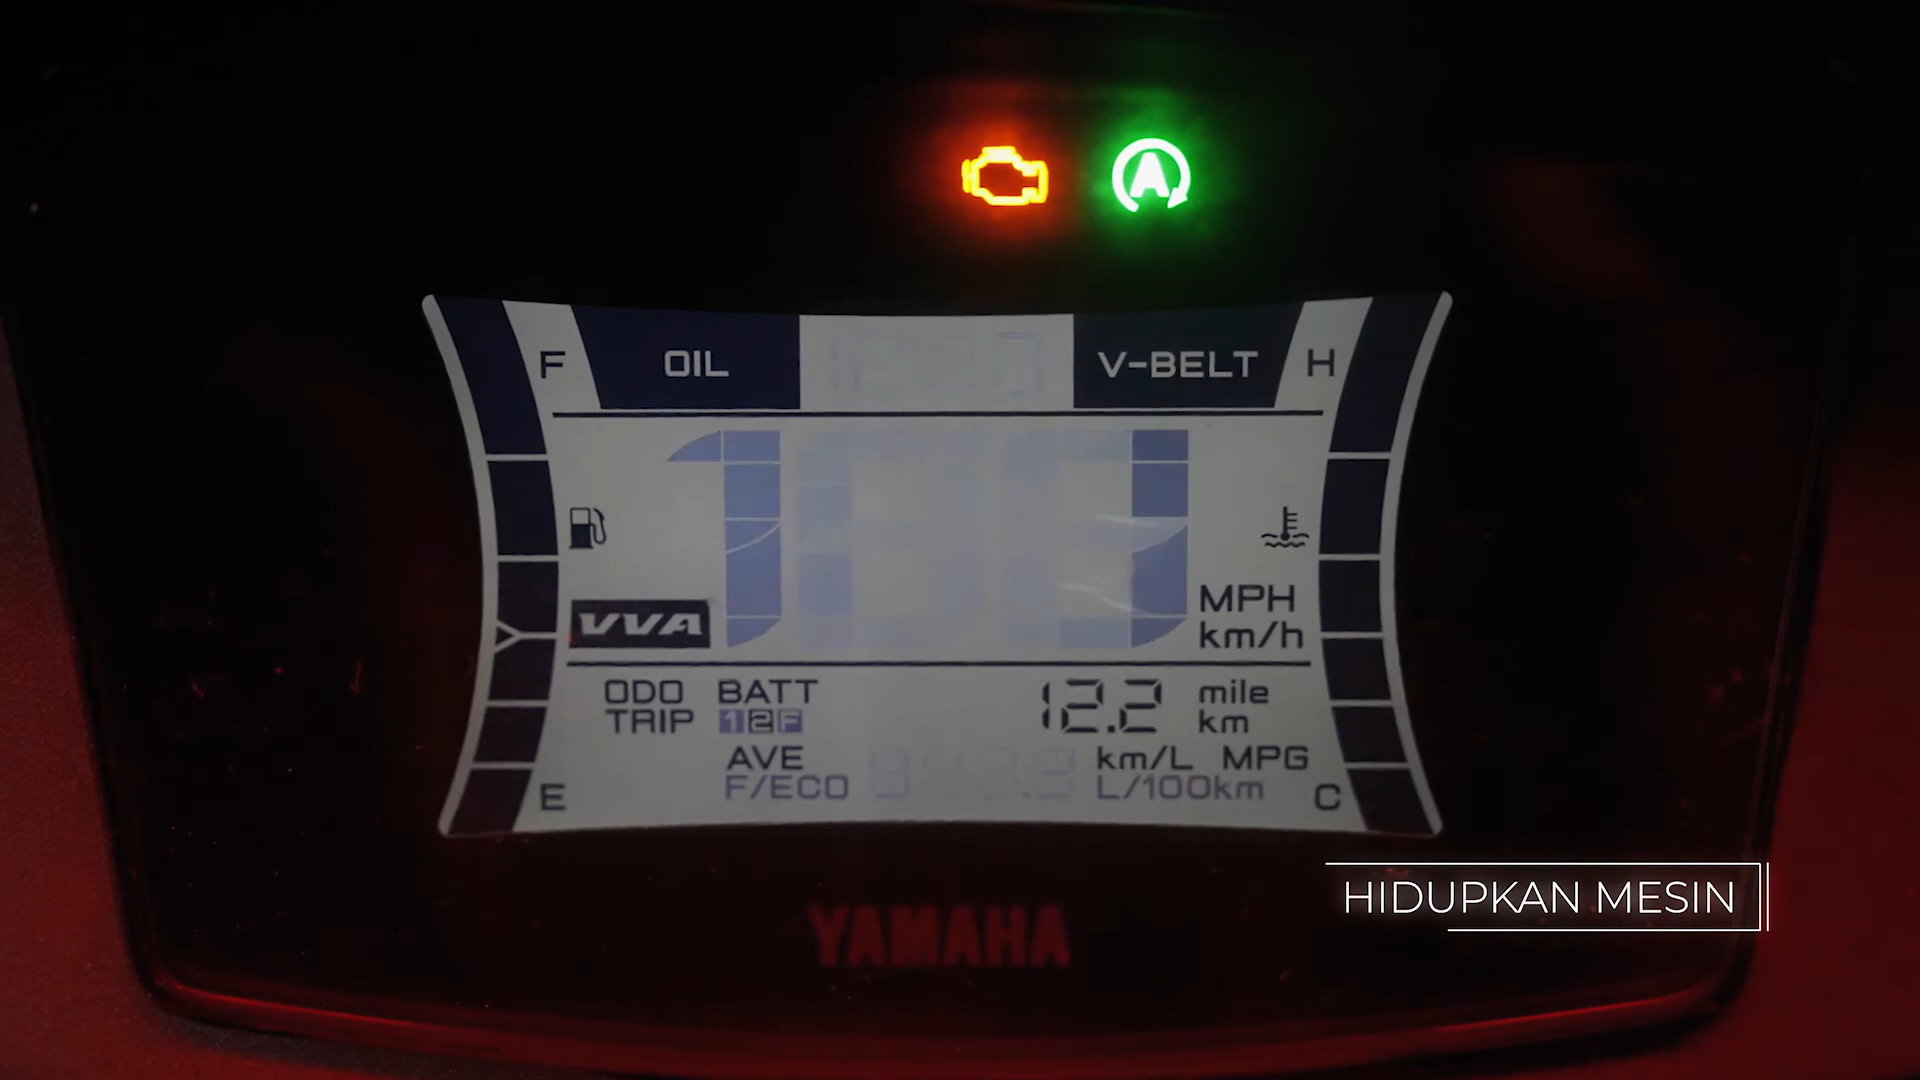 A
F OIL V-BELT H
MPH
VVA km/h
ODO BATT 12.2 mile
TRIP 12F km
AVE km/L MPG
F/ECO L/100km
E C
YAMAHA
HIDUPKAN MESIN